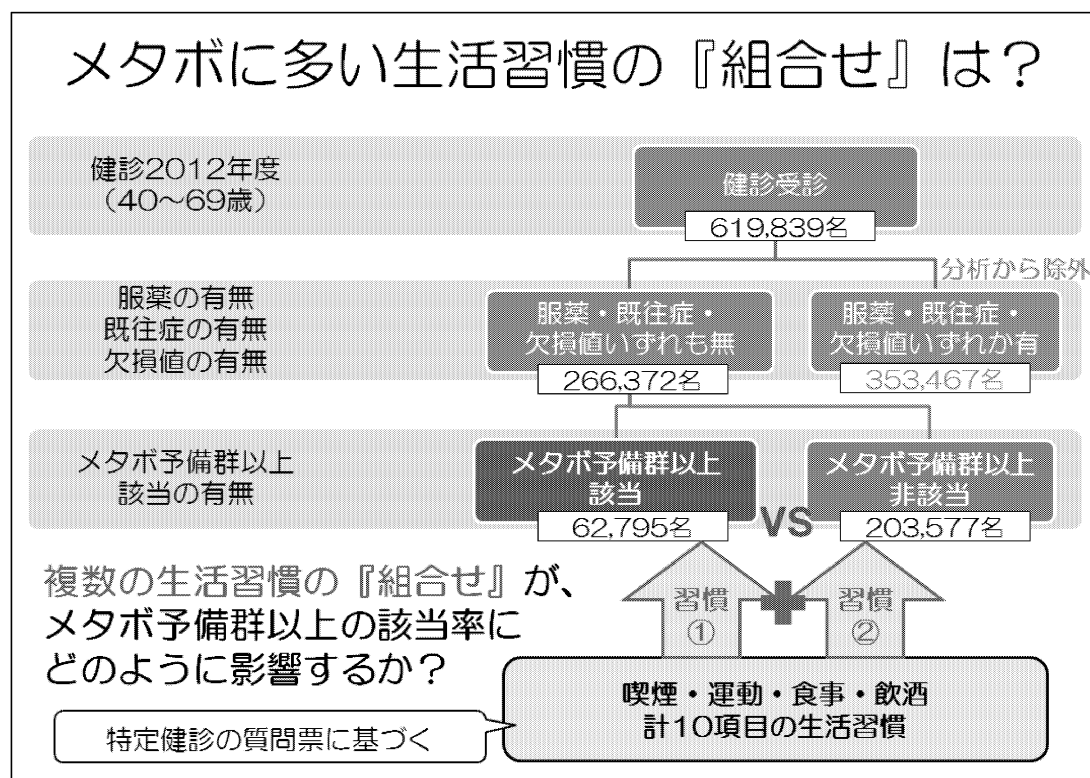 メタボに多い生活習慣の『組合せ』は？
健診2012年度
（40～69歳）
健診受診
619,839名
分析から除外
服薬の有無
既往症の有無
欠損値の有無
服薬・既往症・
欠損値いずれも無
266,372名
服薬・既往症・
欠損値いずれか有
353,467名
メタボ予備群以上
該当の有無
メタボ予備群以上
該当
62,795名
VS
メタボ予備群以上
非該当
203,577名
複数の生活習慣の『組合せ』が、
メタボ予備群以上の該当率に
どのように影響するか？
習慣
①
習慣
②
喫煙・運動・食事・飲酒
計10項目の生活習慣
特定健診の質問票に基づく